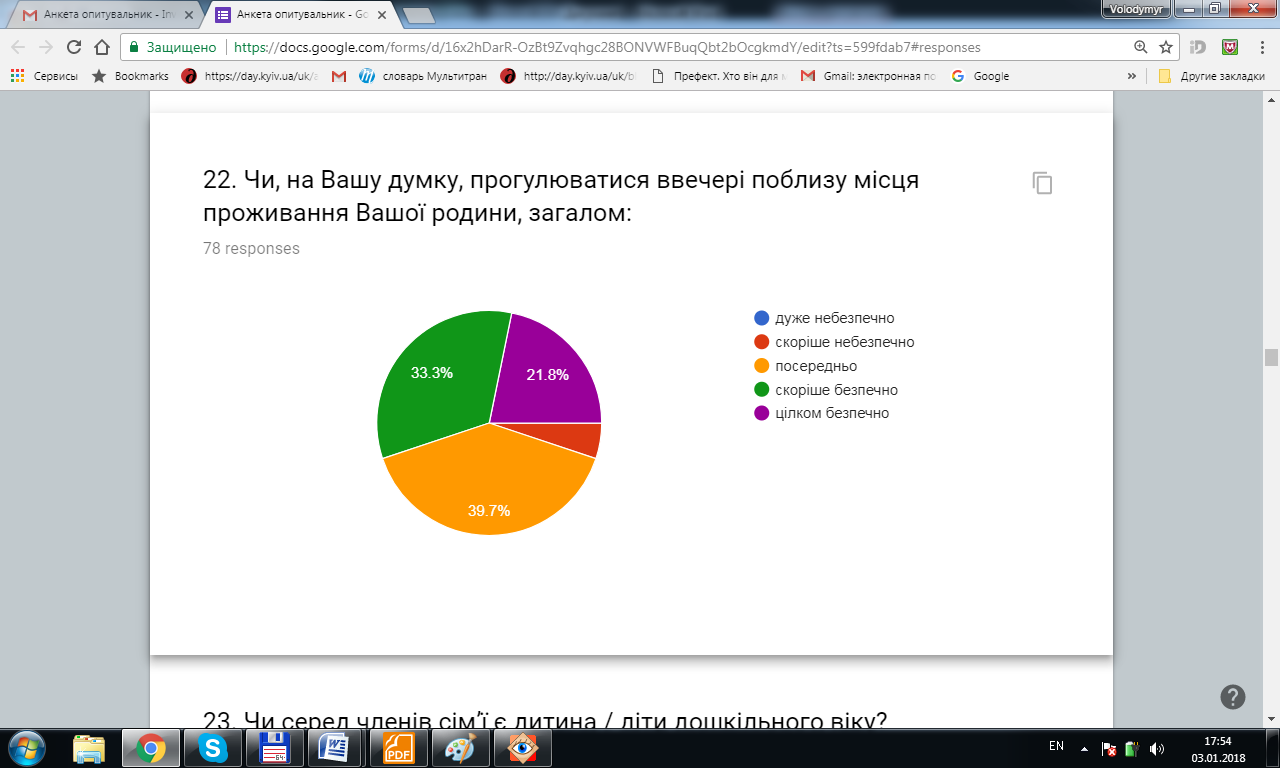 Анкета опитувальник - Inv
Анкета опитувальник - Go
Volodymyr
Защищено
https://docs.google.com/forms/d/16x2hDarR-OzBt9Zvqhgc28BONVWFBuqQbt2bOcgkmdY/edit?ts=599fdab7#responses
Сервисы
Bookmarks
https://day.kyiv.ua/uk/a
словарь Мультитран
http://day.kyiv.ua/uk/b
Префект. Хто він для
Gmail: электронная по
Google
»
Другие закладки
22. Чи, на Вашу думку, прогулюватися ввечері поблизу місця
проживання Вашої родини, загалом:
78 responses
33.3%
21.8%
39.7%
дуже небезпечно
скоріше небезпечно
посередньо
скоріше безпечно
цілком безпечно
23. Чи серед членів сім’ї є дитина / діти дошкільного віку?
64
PDF
EN
17:54
03.01.2018